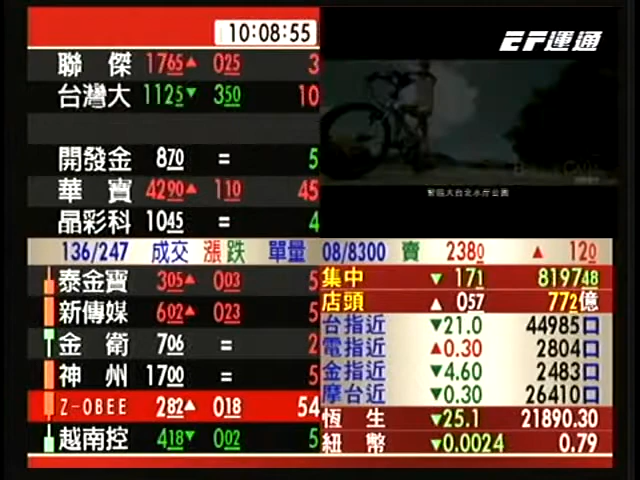 10:08:55
EF運通
聯傑 1765▲ 025 3
台灣大 1125▼ 350 10
開發金 870 = 5
華寶 4290▲ 110 45
晶彩科 1045 = 4
136/247 成交 漲跌 單量 08/8300 賣 2380 ▲ 120
泰金寶 305▲ 003 5
新傳媒 602▲ 023 5
金衛 706 = 2
神州 1700 = 5
Z-OBEE 282▲ 018 54
越南控 418▼ 002 5
集中 ▼ 171 819748
店頭 ▲ 057 772億
台指近 ▼21.0 44985口
電指近 ▲0.30 2804口
金指近 ▼4.60 2483口
摩台近 ▼0.30 26410口
恆生 ▼25.1 21890.30
紐幣 ▼0.0024 0.79